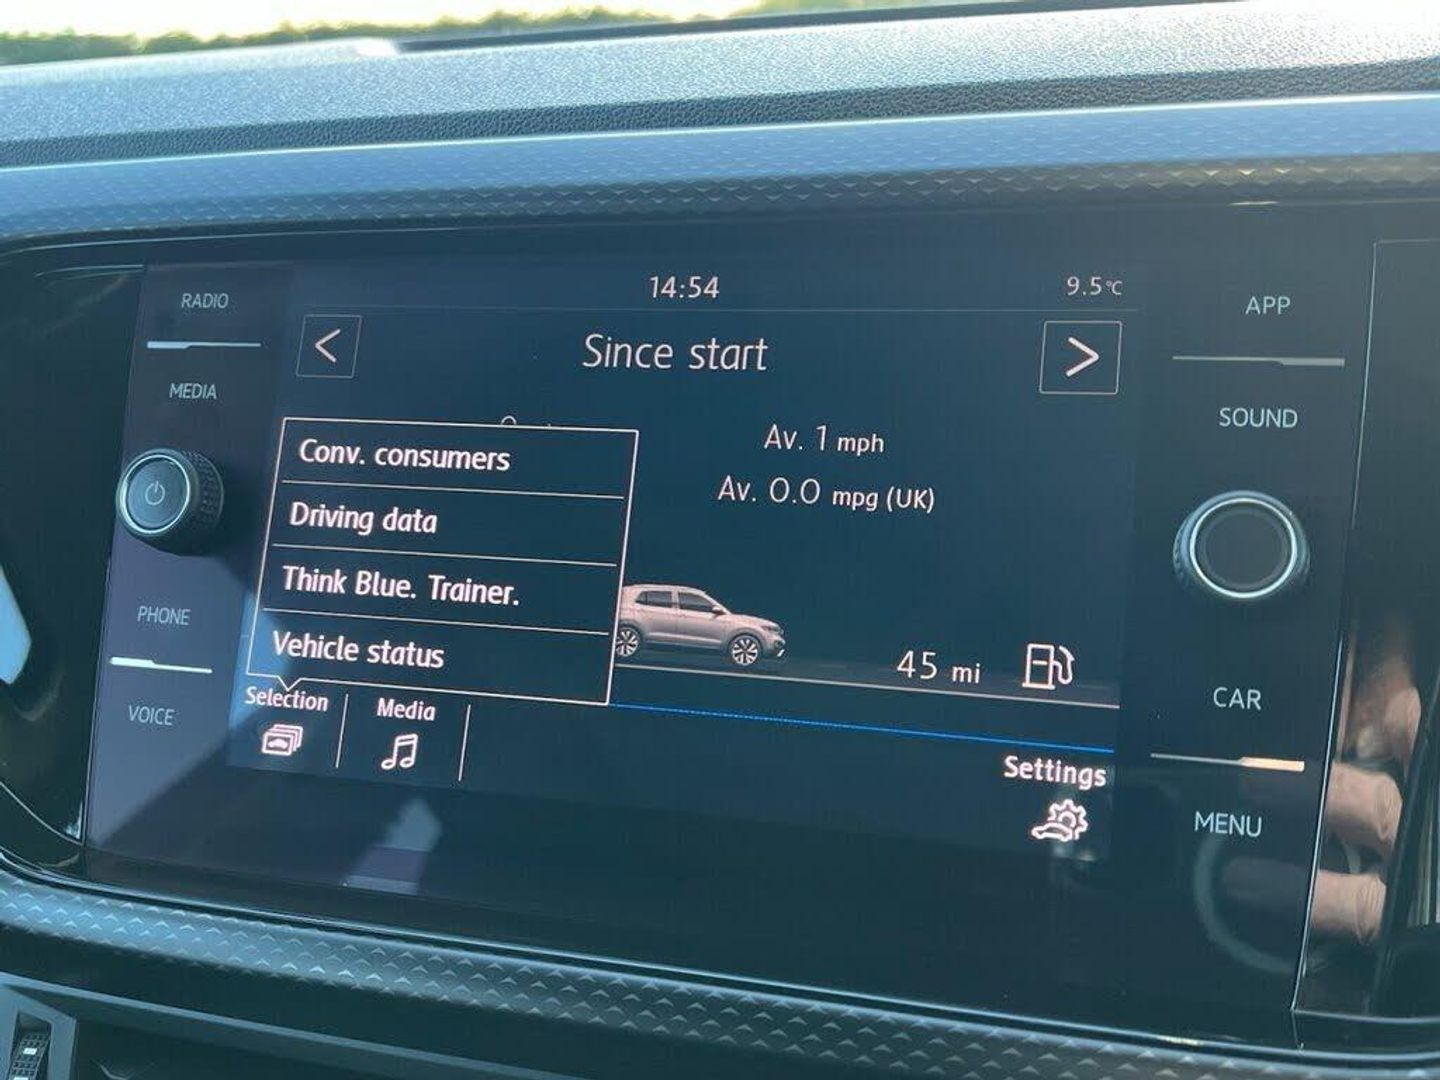 RADIO
MEDIA
PHONE
VOICE
14:54
9.5°C
Since start
Av. 1 mph
Av. 0.0 mpg (UK)
45 mi
Conv. consumers
Driving data
Think Blue. Trainer.
Vehicle status
Selection
Media
Settings
APP
SOUND
CAR
MENU